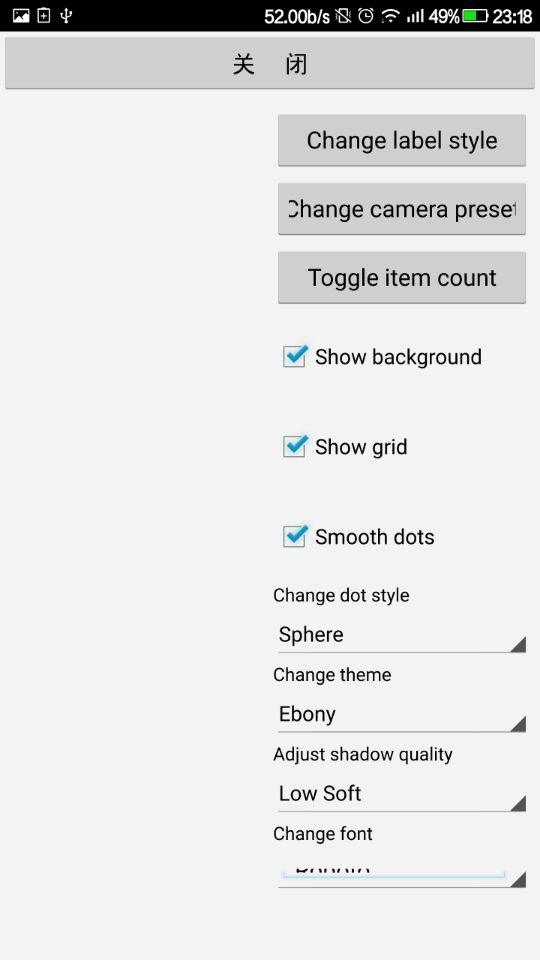 52.00b/s 49% 23:18
关 闭
Change label style
Change camera preset
Toggle item count
Show background
Show grid
Smooth dots
Change dot style
Sphere
Change theme
Ebony
Adjust shadow quality
Low Soft
Change font